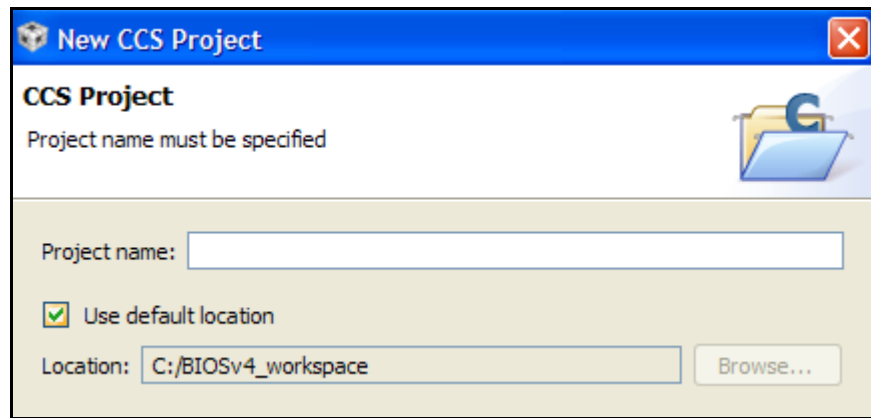 New CCS Project
CCS Project
Project name must be specified
Project name:
Use default location
Location: C:/BIOSv4_workspace Browse...